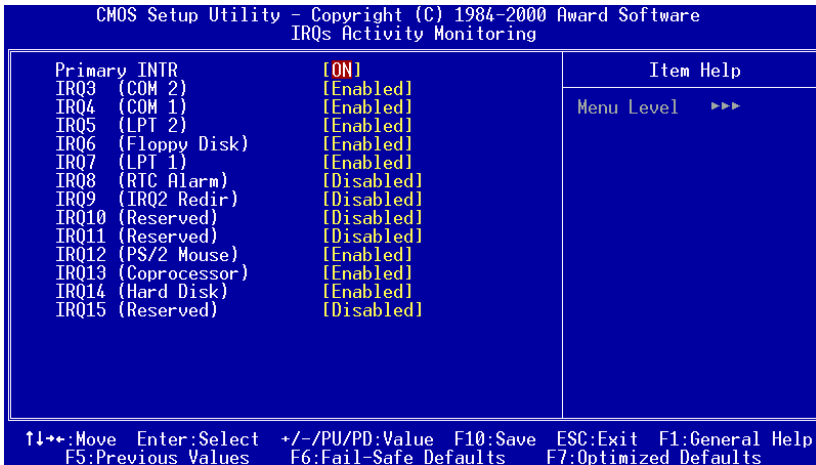 CMOS Setup Utility - Copyright (C) 1984-2000 Award Software
IRQs Activity Monitoring
Primary INTR [ON]
IRQ3 (COM 2) [Enabled]
IRQ4 (COM 1) [Enabled]
IRQ5 (LPT 2) [Enabled]
IRQ6 (Floppy Disk) [Enabled]
IRQ7 (LPT 1) [Enabled]
IRQ8 (RTC Alarm) [Disabled]
IRQ9 (IRQ2 Redir) [Disabled]
IRQ10 (Reserved) [Disabled]
IRQ11 (Reserved) [Disabled]
IRQ12 (PS/2 Mouse) [Enabled]
IRQ13 (Coprocessor) [Enabled]
IRQ14 (Hard Disk) [Enabled]
IRQ15 (Reserved) [Disabled]
Item Help
Menu Level ►►►
↑↓→←:Move Enter:Select +/-/PU/PD:Value F10:Save ESC:Exit F1:General Help
F5:Previous Values F6:Fail-Safe Defaults F7:Optimized Defaults